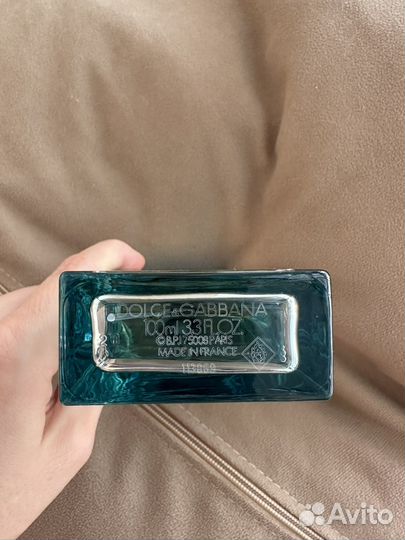 DOLCE&GABBANA
100ml 3.3 FL.OZ.
© B.P.J 75008 PARIS
MADE IN FRANCE
Avito